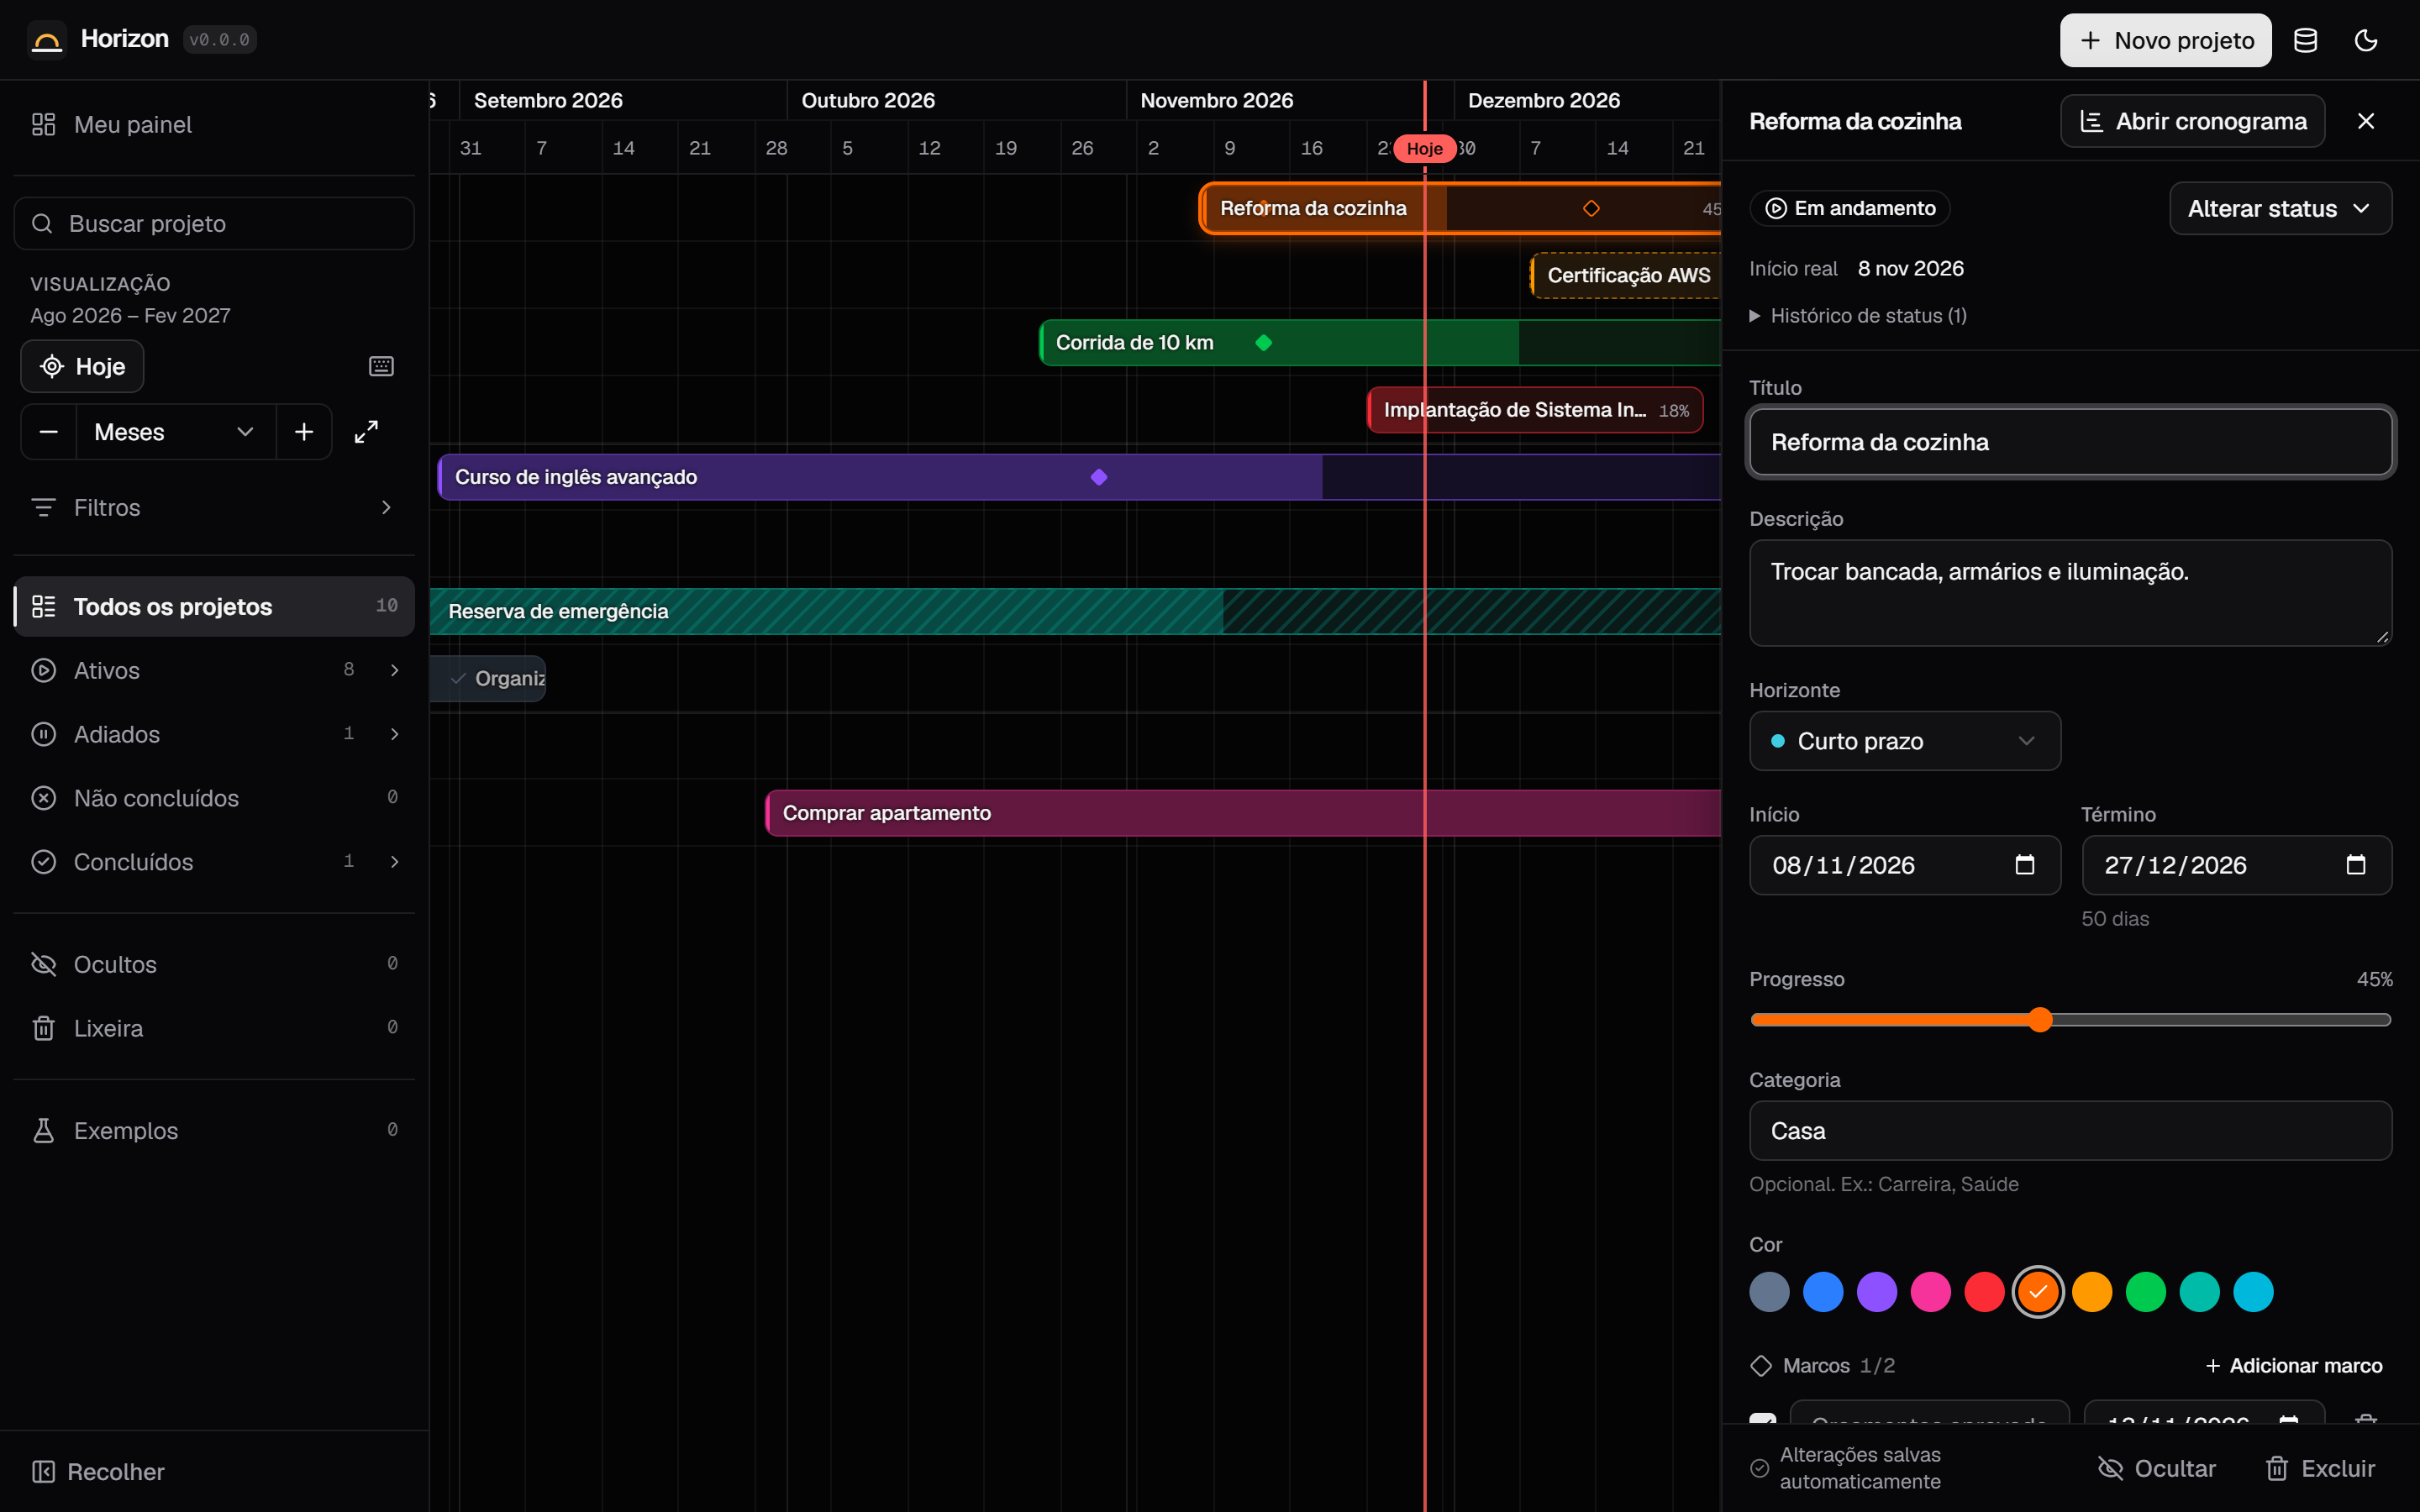 Horizon v0.0.0
Novo projeto
Meu painel
Buscar projeto
VISUALIZAÇÃO
Ago 2026 – Fev 2027
Hoje
Meses
Filtros
Todos os projetos 10
Ativos 8
Adiados 1
Não concluídos 0
Concluídos 1
Ocultos 0
Lixeira 0
Exemplos 0
Recolher
6 Setembro 2026 Outubro 2026 Novembro 2026 Dezembro 2026
31 7 14 21 28 5 12 19 26 2 9 16 Hoje 7 14 21
Reforma da cozinha 45
Certificação AWS
Corrida de 10 km
Implantação de Sistema In... 18%
Curso de inglês avançado
Reserva de emergência
Organiz
Comprar apartamento
Reforma da cozinha
Abrir cronograma
Em andamento
Alterar status
Início real 8 nov 2026
Histórico de status (1)
Título
Reforma da cozinha
Descrição
Trocar bancada, armários e iluminação.
Horizonte
Curto prazo
Início Término
08/11/2026 27/12/2026
50 dias
Progresso 45%
Categoria
Casa
Opcional. Ex.: Carreira, Saúde
Cor
Marcos 1/2
+ Adicionar marco
Alterações salvas
automaticamente
Ocultar
Excluir